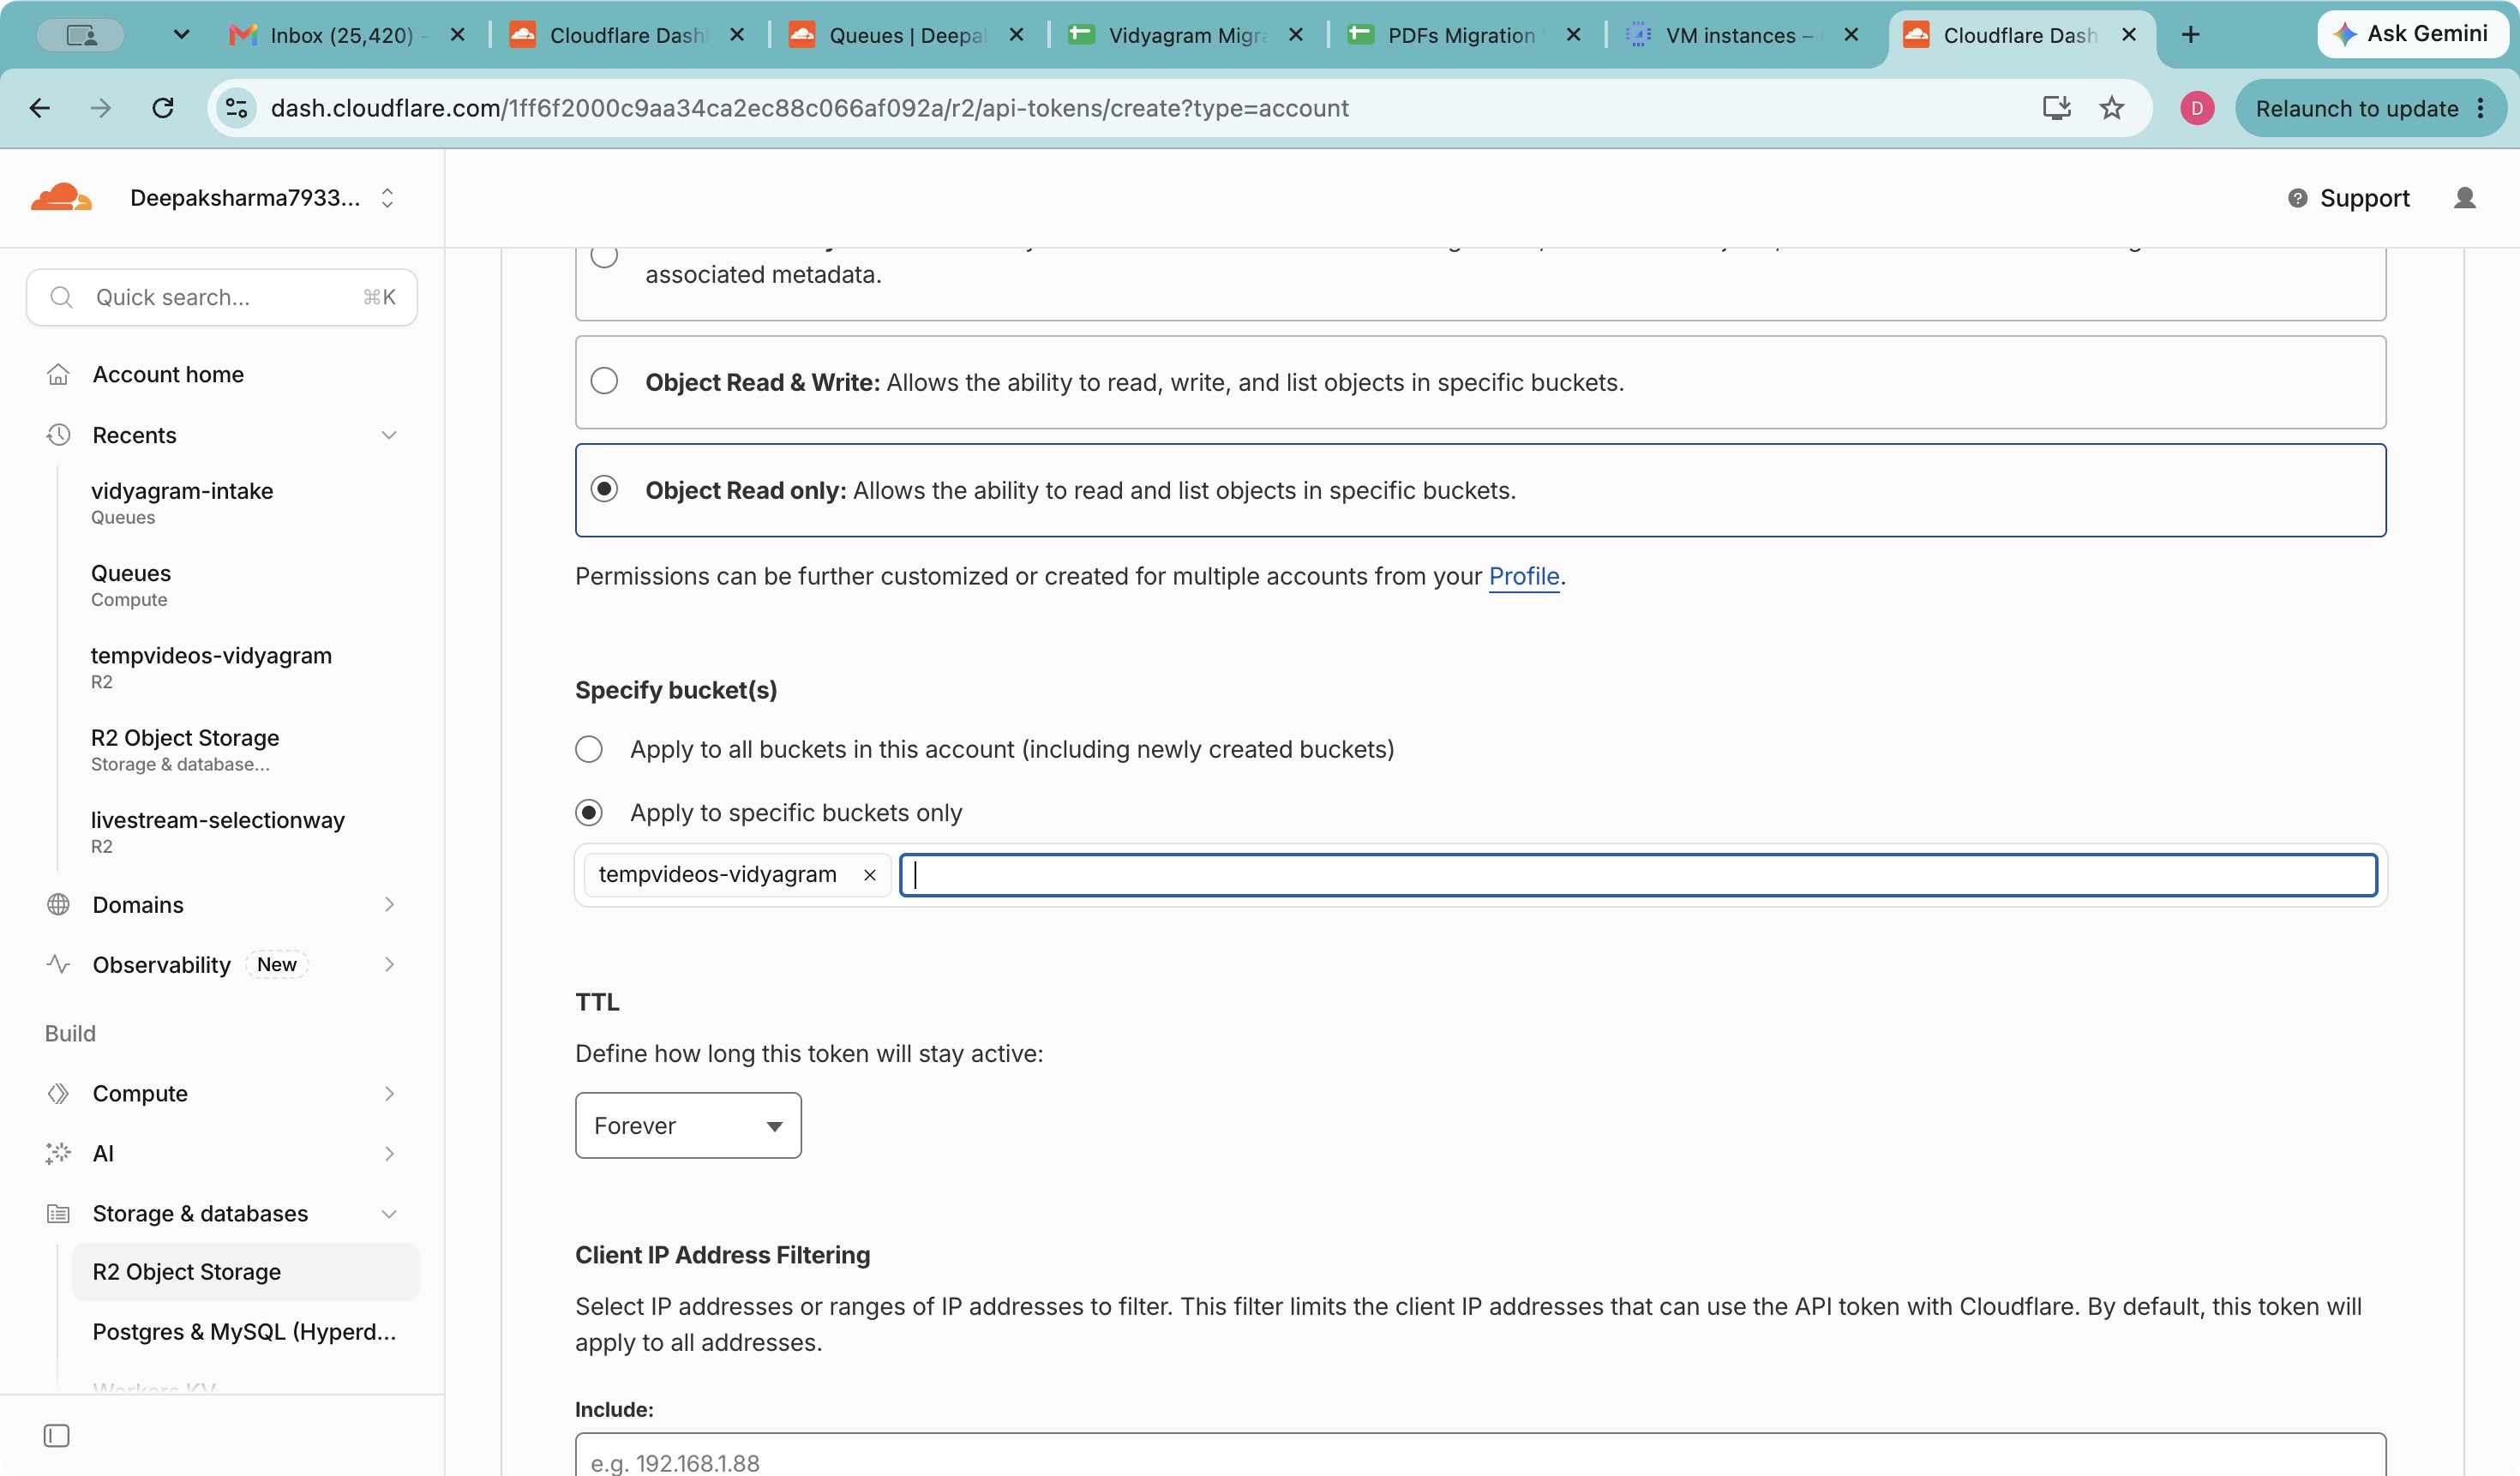 Inbox (25,420) -
Cloudflare Dash
Queues | Deepa
Vidyagram Migra
PDFs Migration
VM instances –
Cloudflare Dash
Ask Gemini
dash.cloudflare.com/1ff6f2000c9aa34ca2ec88c066af092a/r2/api-tokens/create?type=account
D
Relaunch to update
Deepaksharma7933...
Support
Quick search... ⌘K
Account home
Recents
vidyagram-intake
Queues
Queues
Compute
tempvideos-vidyagram
R2
R2 Object Storage
Storage & database...
livestream-selectionway
R2
Domains
Observability New
Build
Compute
AI
Storage & databases
R2 Object Storage
Postgres & MySQL (Hyperd...
Workers KV
associated metadata.
Object Read & Write: Allows the ability to read, write, and list objects in specific buckets.
Object Read only: Allows the ability to read and list objects in specific buckets.
Permissions can be further customized or created for multiple accounts from your Profile.
Specify bucket(s)
Apply to all buckets in this account (including newly created buckets)
Apply to specific buckets only
tempvideos-vidyagram ×
TTL
Define how long this token will stay active:
Forever
Client IP Address Filtering
Select IP addresses or ranges of IP addresses to filter. This filter limits the client IP addresses that can use the API token with Cloudflare. By default, this token will
apply to all addresses.
Include:
e.g. 192.168.1.88